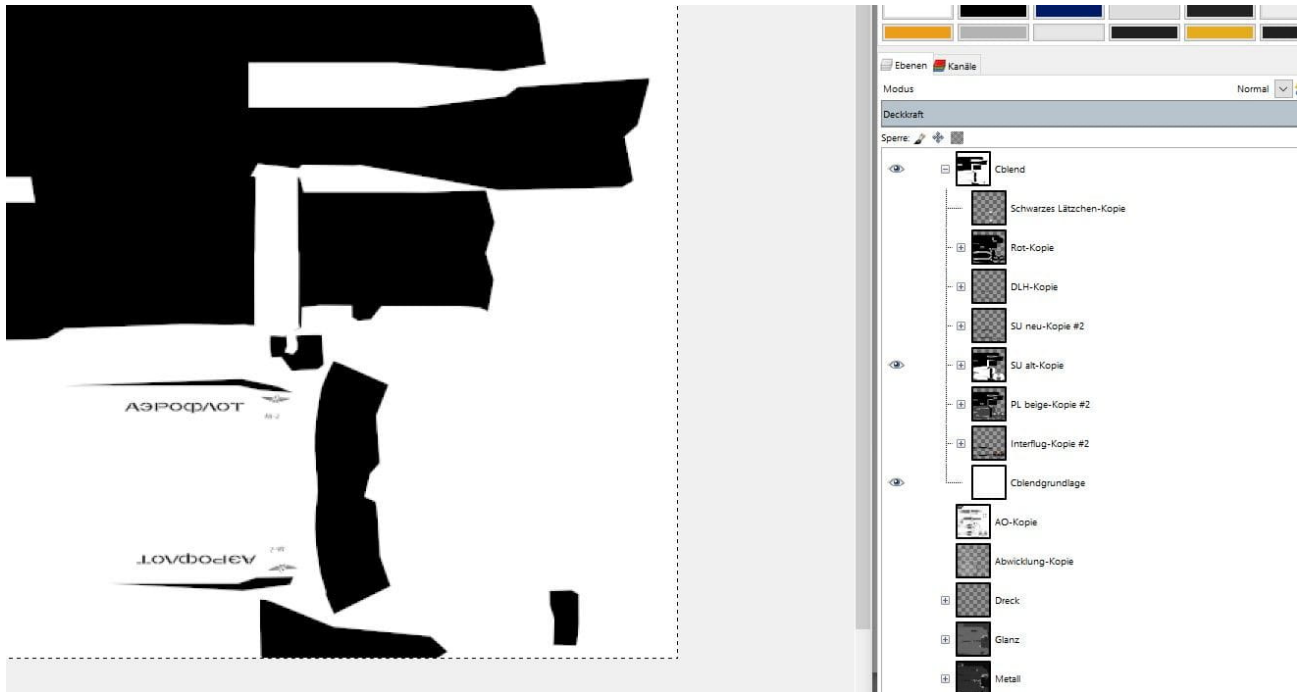 Ebenen Kanäle
Modus Normal
Deckkraft
Sperre:
Cblend
Schwarzes Lätzchen-Kopie
Rot-Kopie
DLH-Kopie
SU neu-Kopie #2
SU alt-Kopie
PL beige-Kopie #2
Interflug-Kopie #2
Cblendgrundlage
AO-Kopie
Abwicklung-Kopie
Dreck
Glanz
Metall
АЭРОФЛОТ
АЭРОФЛОТ